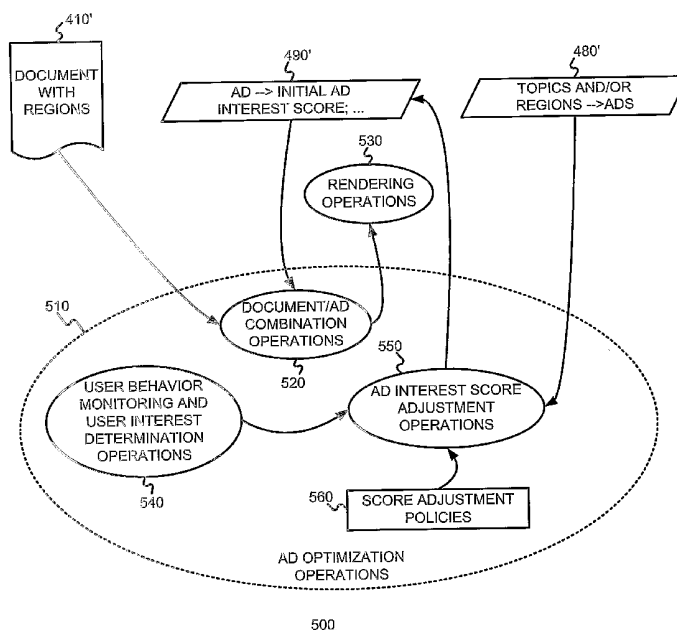 410'
DOCUMENT
WITH
REGIONS
490'
AD --> INITIAL AD
INTEREST SCORE; ...
480'
TOPICS AND/OR
REGIONS -->ADS
530
RENDERING
OPERATIONS
510
DOCUMENT/AD
COMBINATION
OPERATIONS
520
550
AD INTEREST SCORE
ADJUSTMENT
OPERATIONS
USER BEHAVIOR
MONITORING AND
USER INTEREST
DETERMINATION
OPERATIONS
540
560
SCORE ADJUSTMENT
POLICIES
AD OPTIMIZATION
OPERATIONS
500